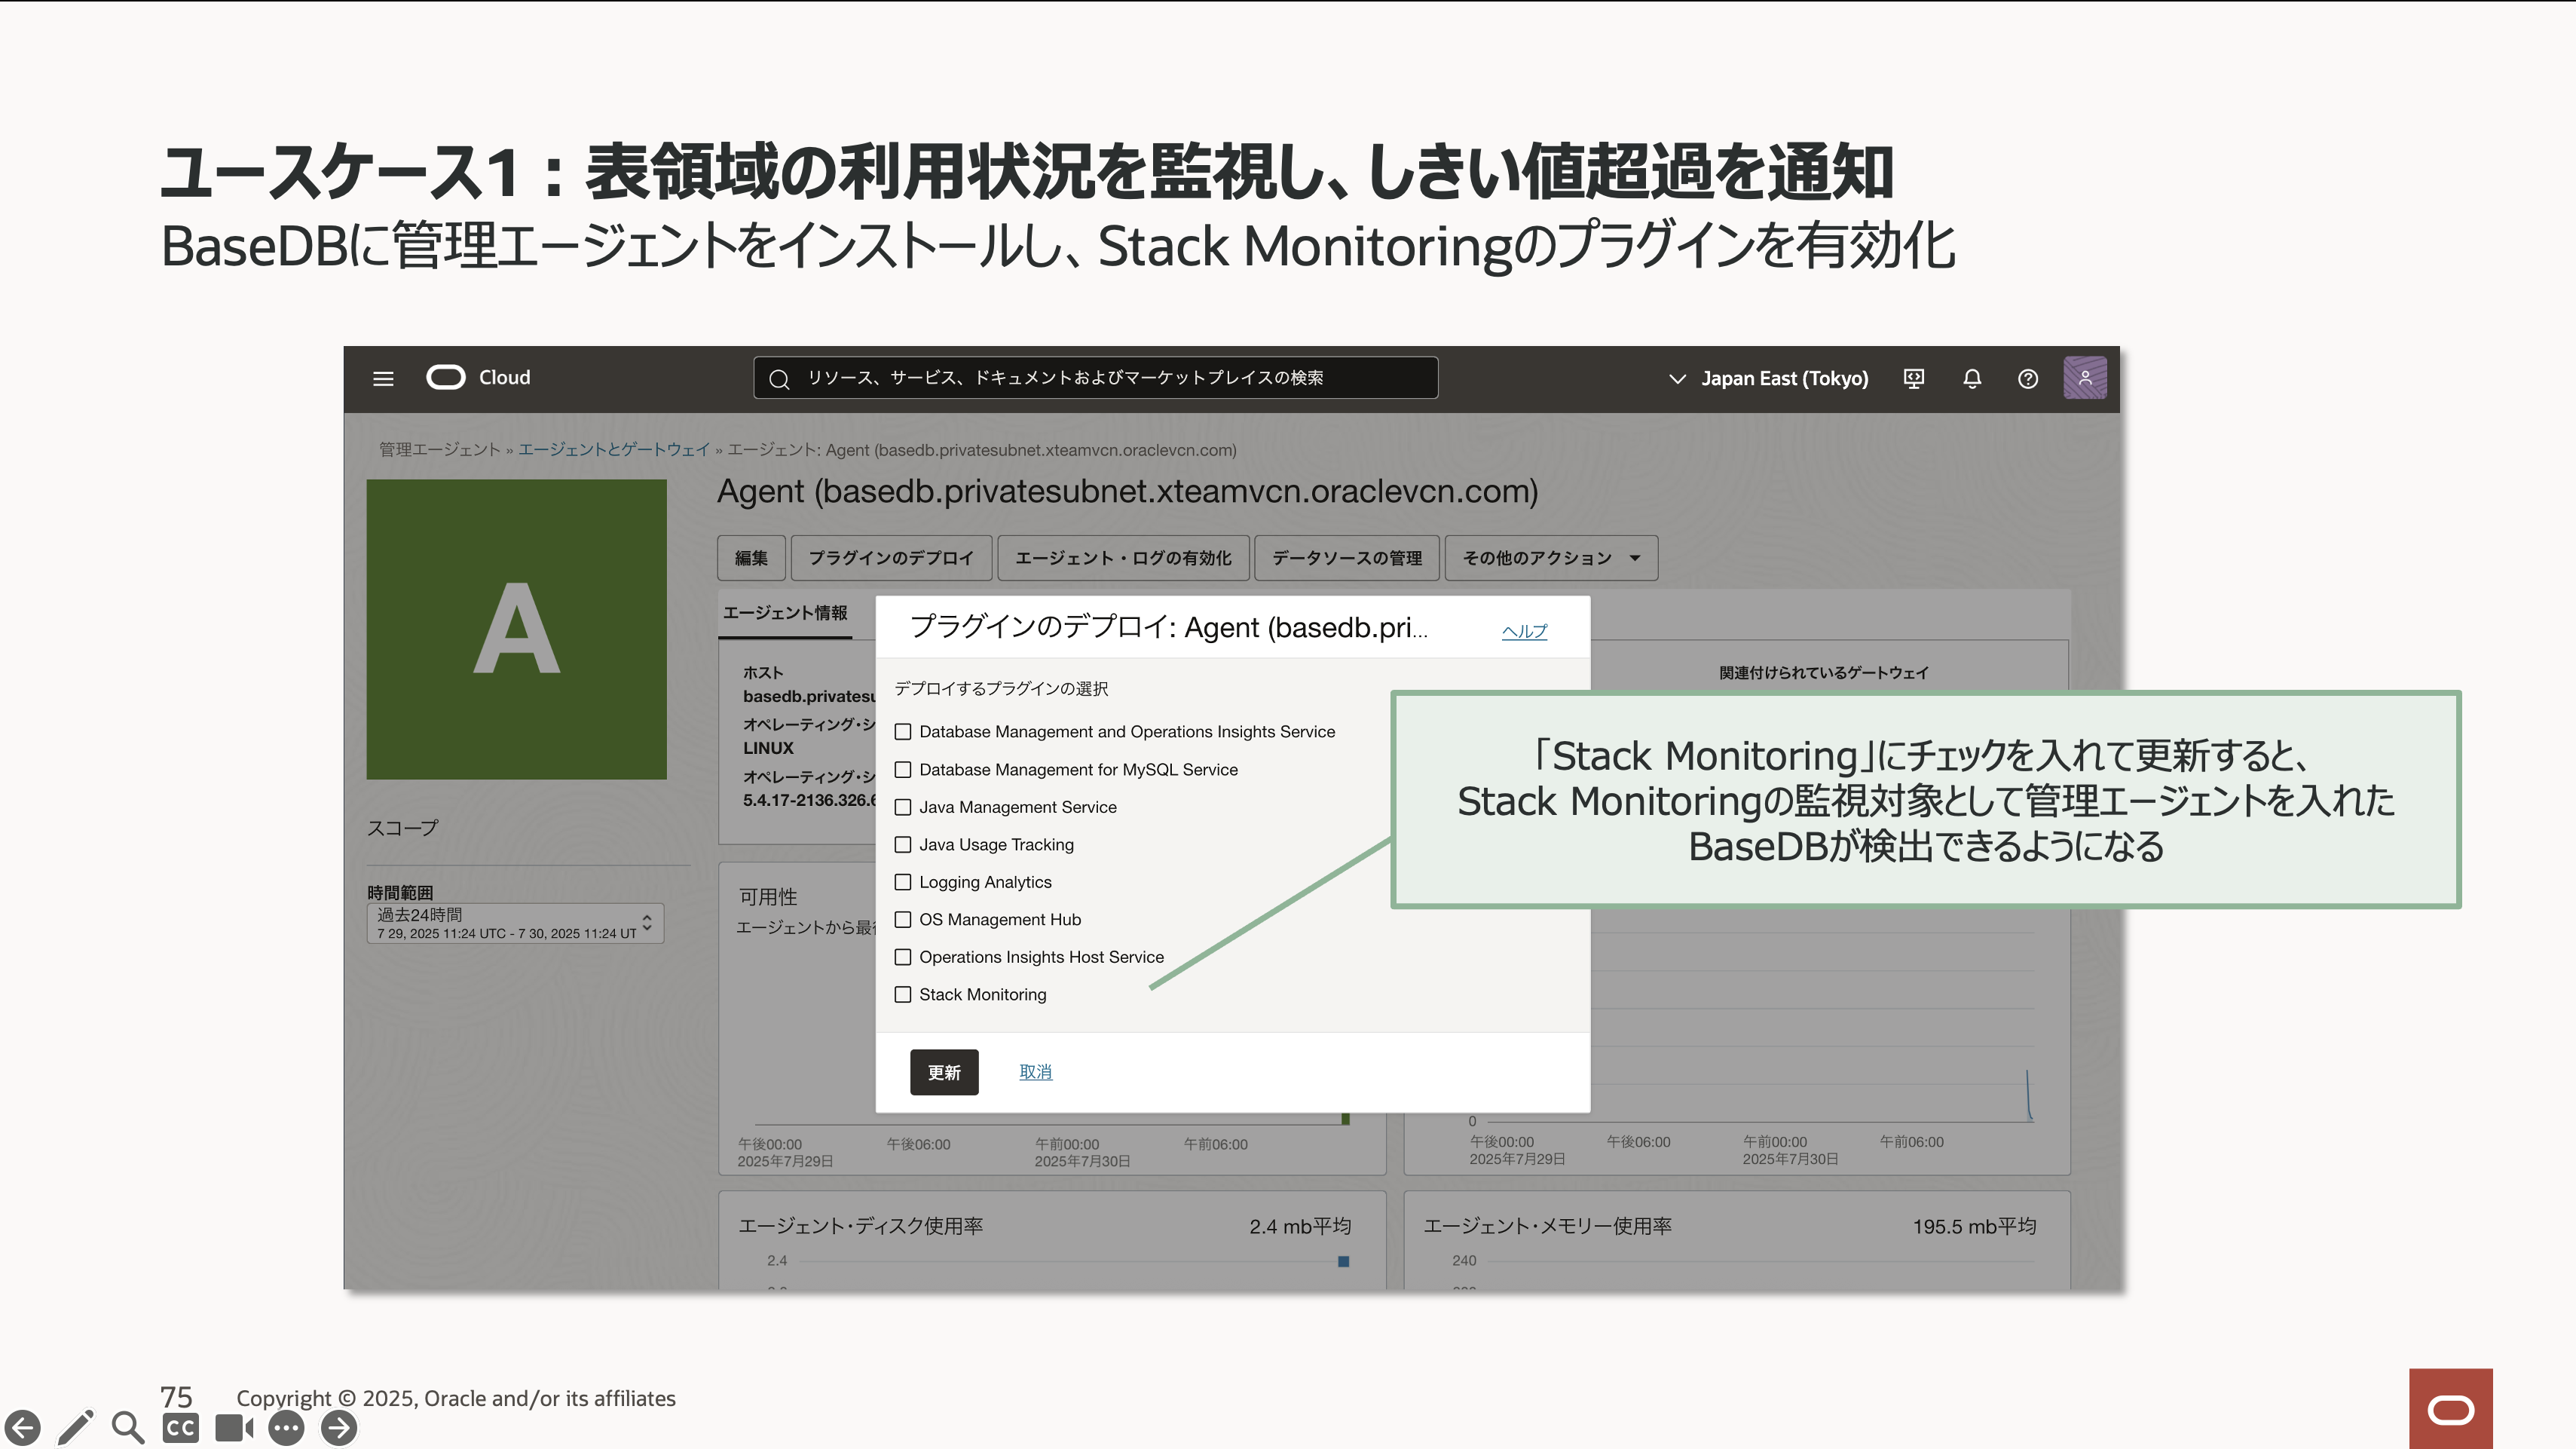 ユースケース1：表領域の利用状況を監視し、しきい値超過を通知
BaseDBに管理エージェントをインストールし、Stack Monitoringのプラグインを有効化
Cloud
リソース、サービス、ドキュメントおよびマーケットプレイスの検索
Japan East (Tokyo)
管理エージェント » エージェントとゲートウェイ » エージェント: Agent (basedb.privatesubnet.xteamvcn.oraclevcn.com)
A
Agent (basedb.privatesubnet.xteamvcn.oraclevcn.com)
編集
プラグインのデプロイ
エージェント・ログの有効化
データソースの管理
その他のアクション
エージェント情報
ホスト
basedb.privatesu
オペレーティング・シ
LINUX
オペレーティング・シ
5.4.17-2136.326.6
関連付けられているゲートウェイ
スコープ
時間範囲
過去24時間
7 29, 2025 11:24 UTC - 7 30, 2025 11:24 UT
プラグインのデプロイ: Agent (basedb.pri...
ヘルプ
デプロイするプラグインの選択
Database Management and Operations Insights Service
Database Management for MySQL Service
Java Management Service
Java Usage Tracking
Logging Analytics
OS Management Hub
Operations Insights Host Service
Stack Monitoring
更新
取消
「Stack Monitoring」にチェックを入れて更新すると、
Stack Monitoringの監視対象として管理エージェントを入れた
BaseDBが検出できるようになる
可用性
エージェントから最
午後00:00
2025年7月29日
午後06:00
午前00:00
2025年7月30日
午前06:00
0
午後00:00
2025年7月29日
午後06:00
午前00:00
2025年7月30日
午前06:00
エージェント・ディスク使用率
2.4 mb平均
2.4
エージェント・メモリー使用率
195.5 mb平均
240
75
Copyright © 2025, Oracle and/or its affiliates
CC